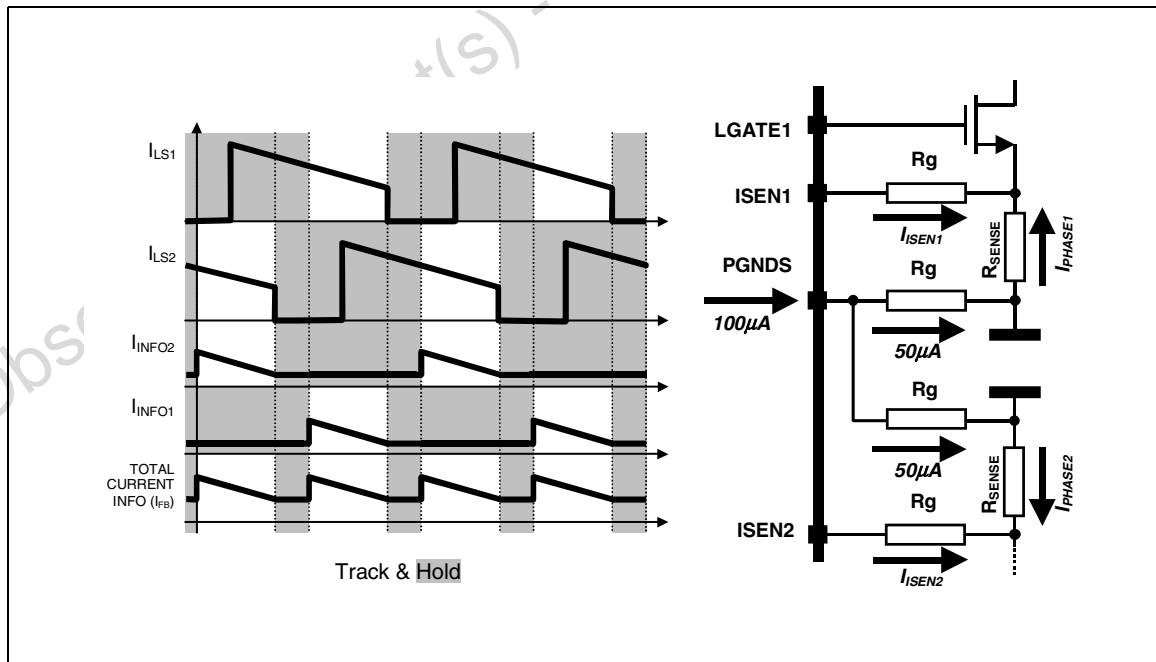 t(s) -
Obs
I_LS1
I_LS2
I_INFO2
I_INFO1
TOTAL
CURRENT
INFO (I_FB)
Track & Hold
LGATE1
Rg
ISEN1
I_ISEN1
R_SENSE
I_PHASE1
PGNDS
Rg
100µA
50µA
Rg
50µA
R_SENSE
I_PHASE2
Rg
ISEN2
I_ISEN2